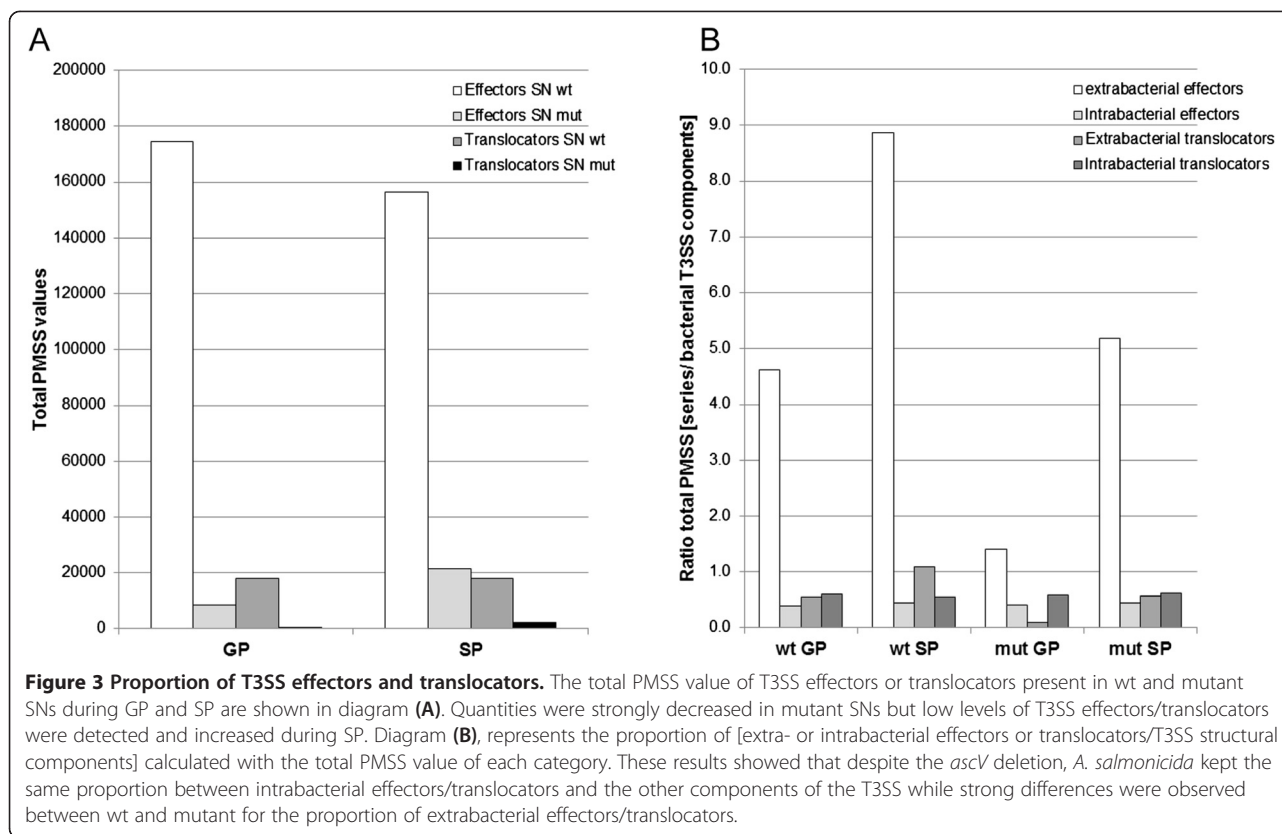 A
200000
180000
160000
140000
120000
100000
80000
60000
40000
20000
0
Total PMSS values
Effectors SN wt
Effectors SN mut
Translocators SN wt
Translocators SN mut
GP
SP
B
10.0
9.0
8.0
7.0
6.0
5.0
4.0
3.0
2.0
1.0
0.0
Ratio total PMSS [series/ bacterial T3SS components]
extrabacterial effectors
Intrabacterial effectors
Extrabacterial translocators
Intrabacterial translocators
wt GP
wt SP
mut GP
mut SP
Figure 3 Proportion of T3SS effectors and translocators. The total PMSS value of T3SS effectors or translocators present in wt and mutant
SNs during GP and SP are shown in diagram (A). Quantities were strongly decreased in mutant SNs but low levels of T3SS effectors/translocators
were detected and increased during SP. Diagram (B), represents the proportion of [extra- or intrabacterial effectors or translocators/T3SS structural
components] calculated with the total PMSS value of each category. These results showed that despite the ascV deletion, A. salmonicida kept the
same proportion between intrabacterial effectors/translocators and the other components of the T3SS while strong differences were observed
between wt and mutant for the proportion of extrabacterial effectors/translocators.